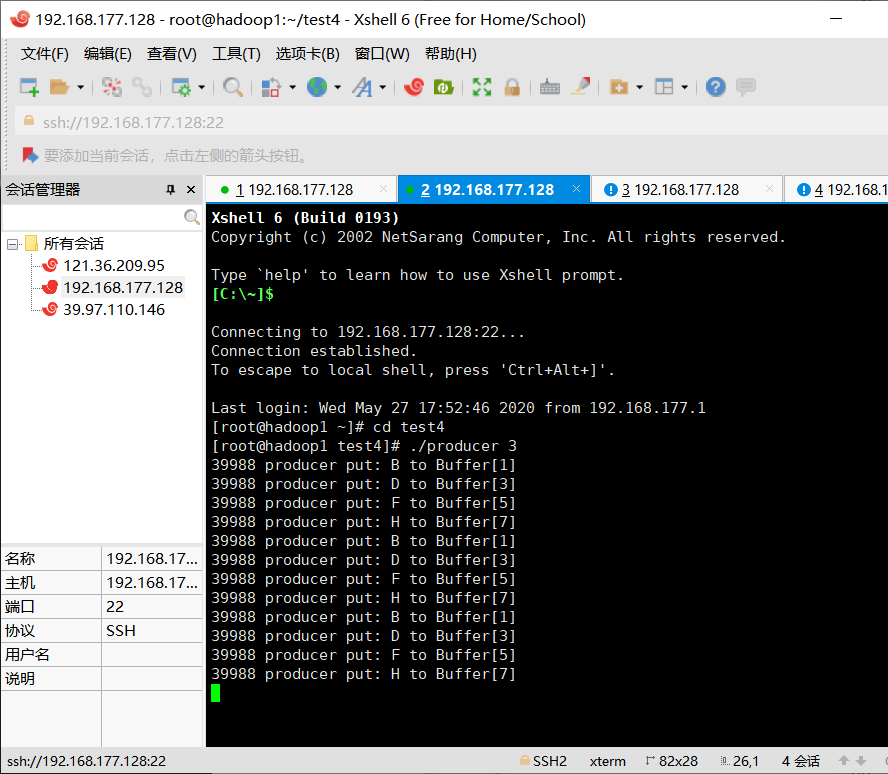 192.168.177.128 - root@hadoop1:~/test4 - Xshell 6 (Free for Home/School)
文件(F) 编辑(E) 查看(V) 工具(T) 选项卡(B) 窗口(W) 帮助(H)
ssh://192.168.177.128:22
要添加当前会话，点击左侧的箭头按钮。
会话管理器
1 192.168.177.128
2 192.168.177.128
3 192.168.177.128
4 192.168.1
所有会话
121.36.209.95
192.168.177.128
39.97.110.146
名称 192.168.17...
主机 192.168.17...
端口 22
协议 SSH
用户名
说明
Xshell 6 (Build 0193)
Copyright (c) 2002 NetSarang Computer, Inc. All rights reserved.
Type `help' to learn how to use Xshell prompt.
[C:\~]$
Connecting to 192.168.177.128:22...
Connection established.
To escape to local shell, press 'Ctrl+Alt+]'.
Last login: Wed May 27 17:52:46 2020 from 192.168.177.1
[root@hadoop1 ~]# cd test4
[root@hadoop1 test4]# ./producer 3
39988 producer put: B to Buffer[1]
39988 producer put: D to Buffer[3]
39988 producer put: F to Buffer[5]
39988 producer put: H to Buffer[7]
39988 producer put: B to Buffer[1]
39988 producer put: D to Buffer[3]
39988 producer put: F to Buffer[5]
39988 producer put: H to Buffer[7]
39988 producer put: B to Buffer[1]
39988 producer put: D to Buffer[3]
39988 producer put: F to Buffer[5]
39988 producer put: H to Buffer[7]
ssh://192.168.177.128:22 SSH2 xterm 82x28 26,1 4 会话